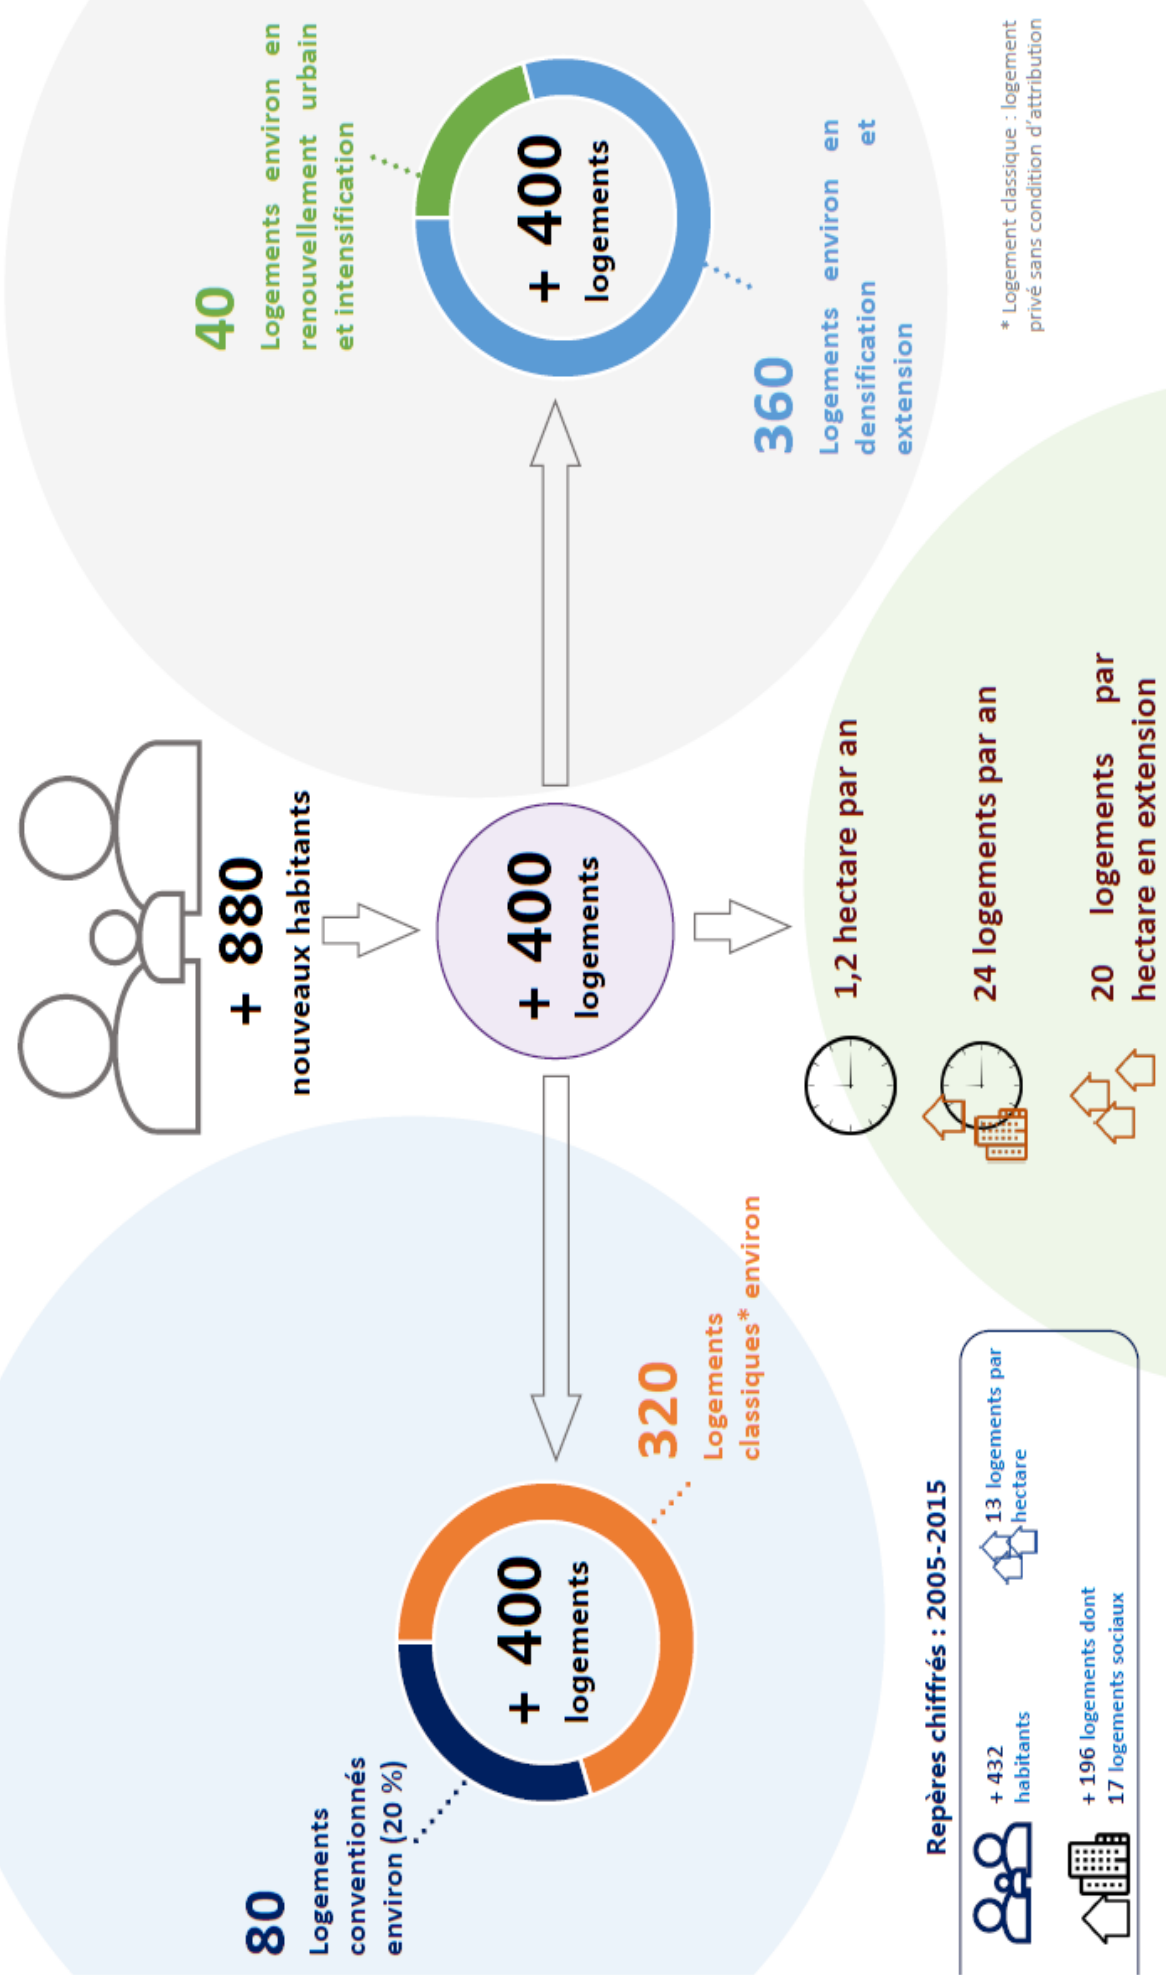 + 880
nouveaux habitants
80
Logements
conventionnés
environ (20 %)
+ 400
logements
320
Logements
classiques* environ
+ 400
logements
40
Logements environ en
renouvellement urbain
et intensification
+ 400
logements
360
Logements environ en
densification et
extension
1,2 hectare par an
24 logements par an
20 logements par
hectare en extension
Repères chiffrés : 2005-2015
+ 432
habitants
13 logements par
hectare
+ 196 logements dont
17 logements sociaux
* Logement classique : logement
privé sans condition d'attribution